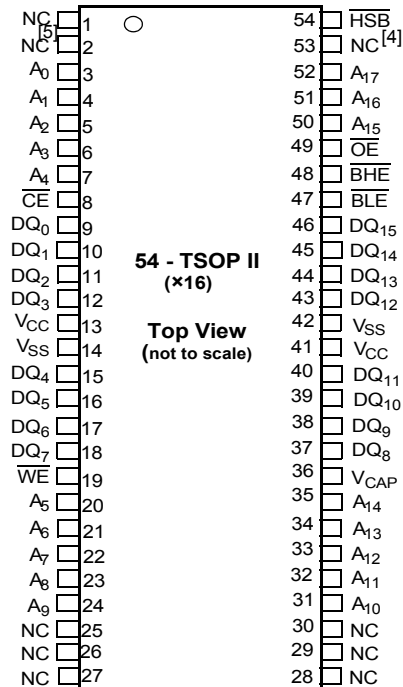 NC 1 54 HSB
[5]
NC 2 53 NC[4]
A0 3 52 A17
A1 4 51 A16
A2 5 50 A15
A3 6 49 OE
A4 7 48 BHE
CE 8 47 BLE
DQ0 9 46 DQ15
DQ1 10 45 DQ14
54 - TSOP II
DQ2 11 44 DQ13
(×16)
DQ3 12 43 DQ12
VCC 13 42 VSS
Top View
VSS 14 41 VCC
(not to scale)
DQ4 15 40 DQ11
DQ5 16 39 DQ10
DQ6 17 38 DQ9
DQ7 18 37 DQ8
WE 19 36 VCAP
A5 20 35 A14
A6 21 34 A13
A7 22 33 A12
A8 23 32 A11
A9 24 31 A10
NC 25 30 NC
NC 26 29 NC
NC 27 28 NC